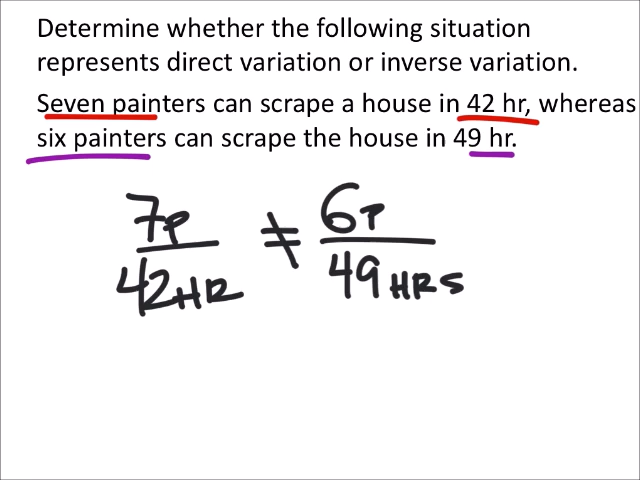 Determine whether the following situation
represents direct variation or inverse variation.
Seven painters can scrape a house in 42 hr, whereas
six painters can scrape the house in 49 hr.
7P ≠ 6P
42HR 49HRS